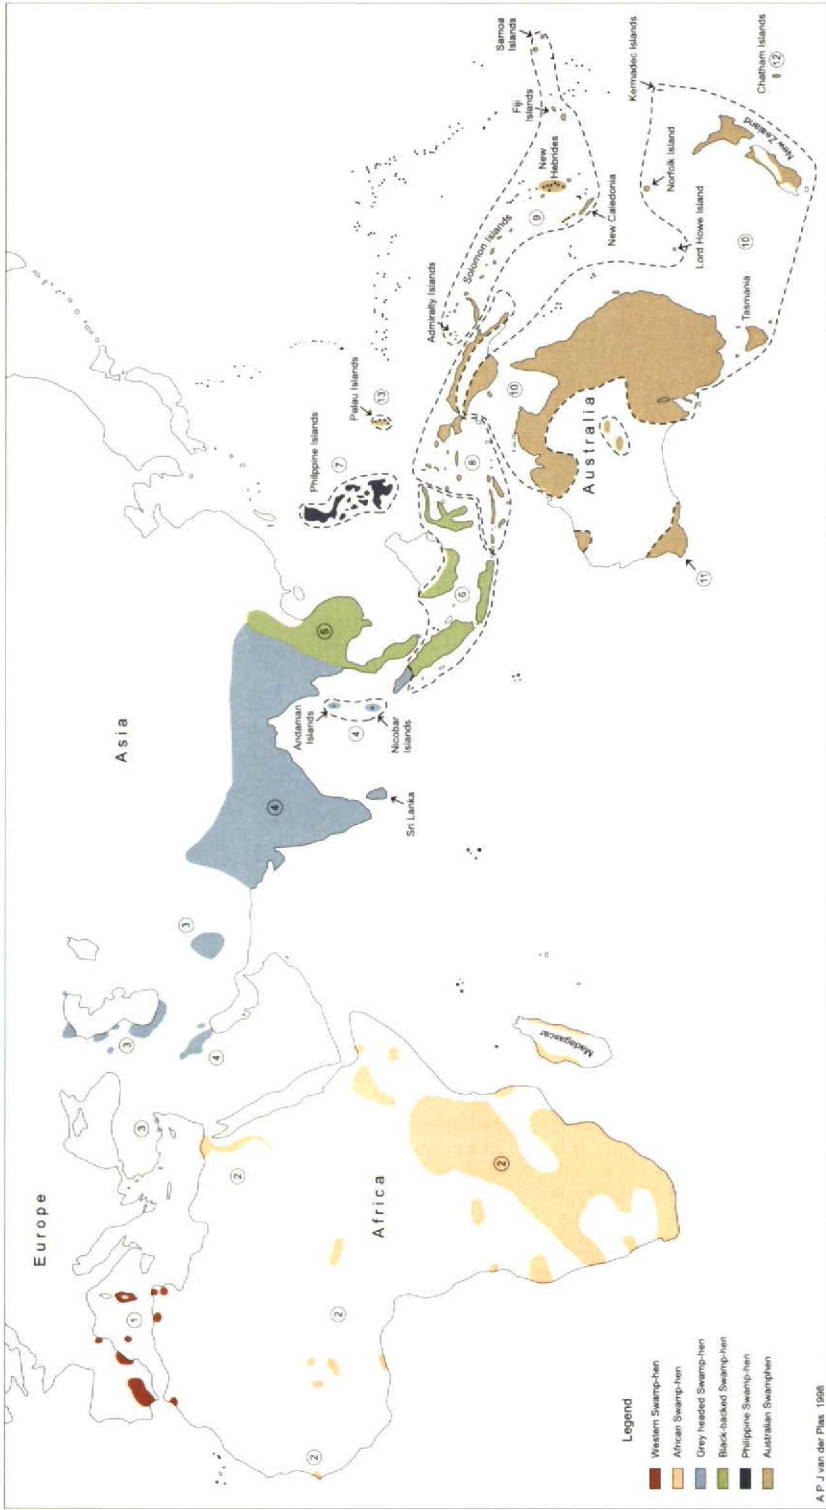 Europe
Asia
Africa
Australia
1
2
2
2
2
3
3
3
4
4
4
5
6
7
8
9
10
10
11
12
13
Madagascar
Sri Lanka
Andaman
Islands
Nicobar
Islands
Philppine Islands
Palau Islands
Admiralty Islands
Solomon Islands
New
Hebrides
Fiji
Islands
Samoa
Islands
New Caledonia
Lord Howe Island
Norfolk Island
Kermadec Islands
Chatham Islands
New Zealand
Tasmania
Legend
Western Swamp-hen
African Swamp-hen
Grey headed Swamp-hen
Black-backed Swamp-hen
Philippine Swamp-hen
Australian Swamphen
A P J van der Plas 1998